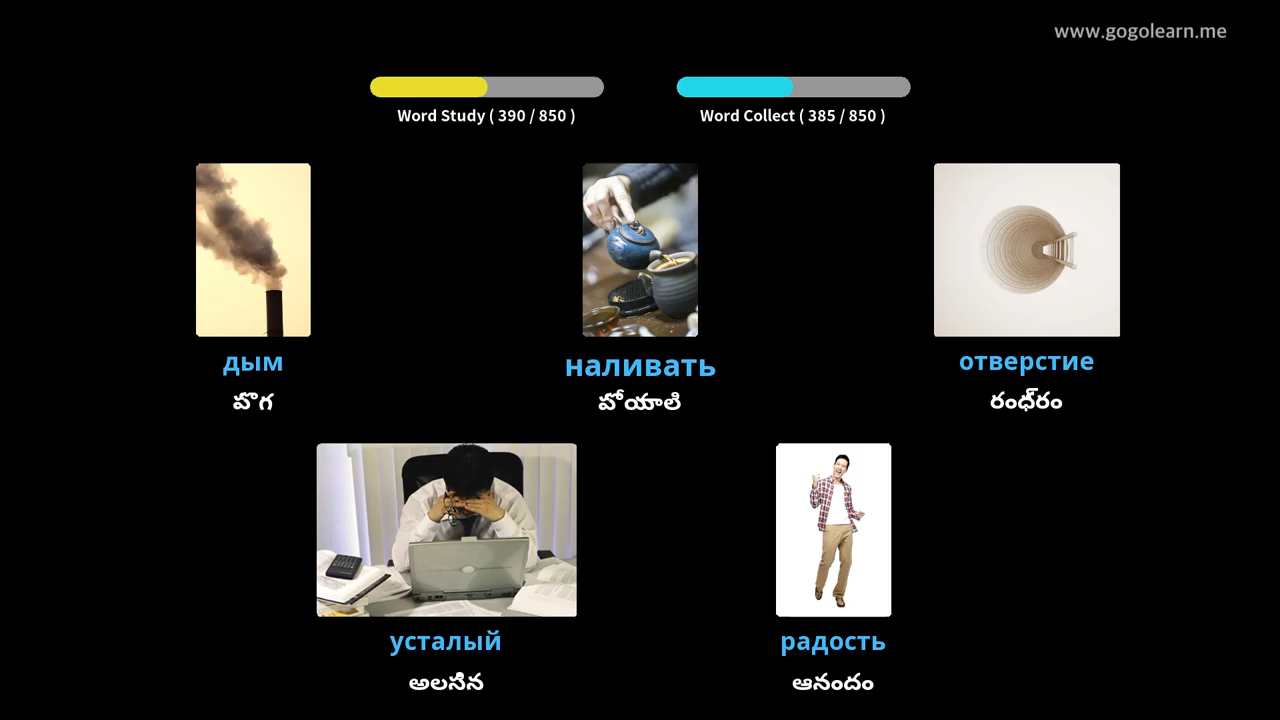 www.gogolearn.me
Word Study ( 390 / 850 )
Word Collect ( 385 / 850 )
дым
наливать
отверстие
పొగ
పోయాలి
రంధ్రం
усталый
радость
అలసిన
ఆనందం